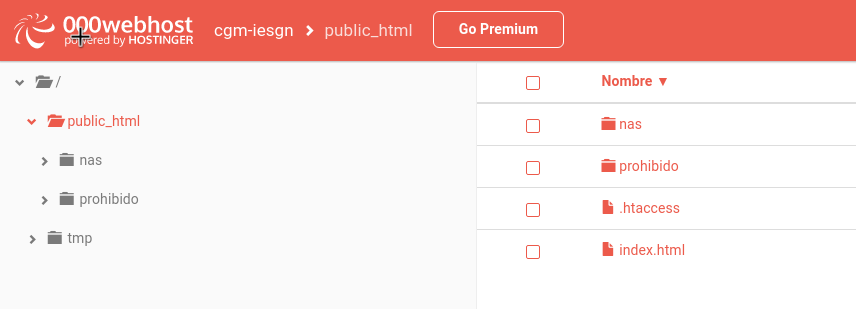 000webhost
powered by HOSTINGER
cgm-iesgn > public_html
Go Premium
/
public_html
nas
prohibido
tmp
Nombre ▼
nas
prohibido
.htaccess
index.html